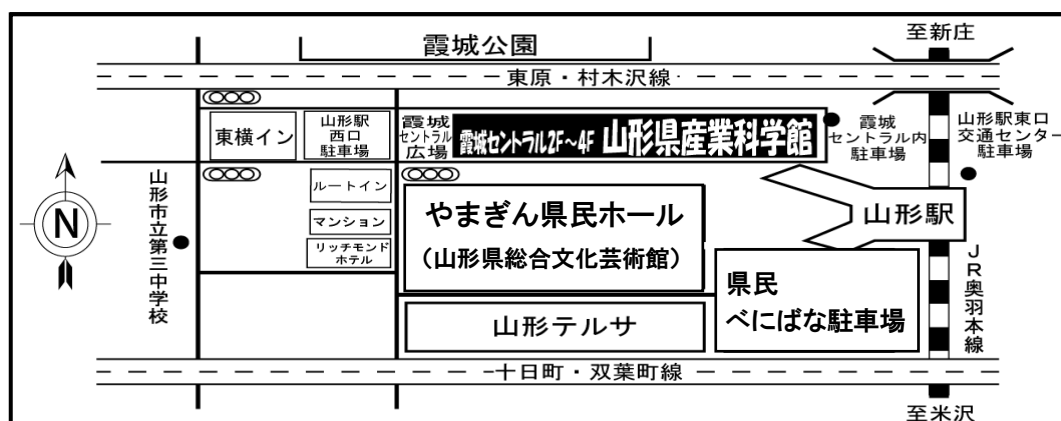 至新庄
霞城公園
東原・村木沢線
東横イン
山形駅
西口
駐車場
霞城
セントラル
広場
霞城セントラル2F〜4F 山形県産業科学館
霞城
セントラル内
駐車場
山形駅東口
交通センター
駐車場
山形市立第三中学校
N
ルートイン
マンション
リッチモンド
ホテル
やまぎん県民ホール
(山形県総合文化芸術館)
山形駅
県民
べにばな駐車場
JR奥羽本線
山形テルサ
十日町・双葉町線
至米沢